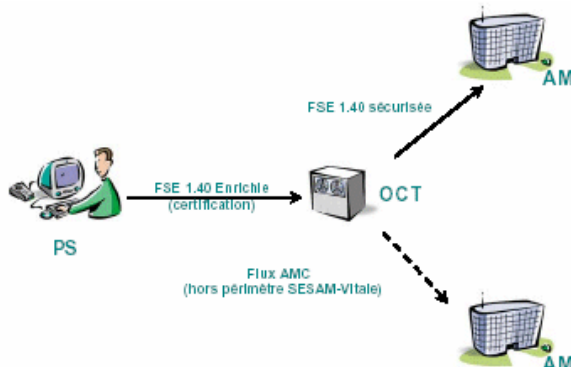 AM
FSE 1.40 sécurisée
FSE 1.40 Enrichie
(certification)
OCT
PS
Flux AMC
(hors périmètre SESAM-Vitale)
AM